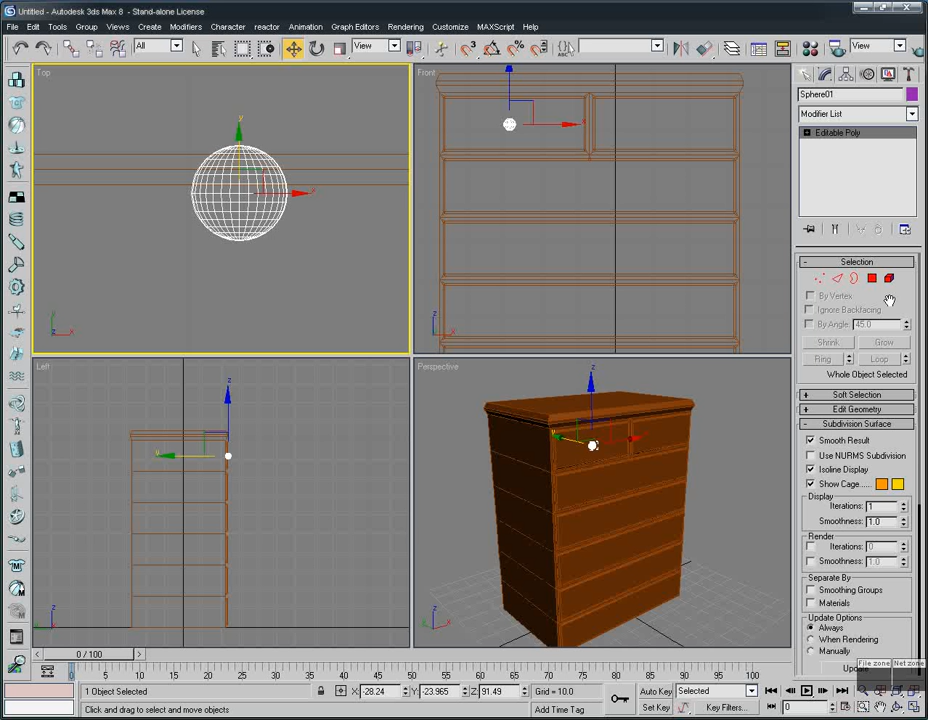 Untitled - Autodesk 3ds Max 8 - Stand-alone License
File Edit Tools Group Views Create Modifiers Character reactor Animation Graph Editors Rendering Customize MAXScript Help
All View View
Top
Front
Sphere01
Modifier List
Editable Poly
Selection
By Vertex
Ignore Backfacing
By Angle: 45.0
Shrink Grow
Ring Loop
Whole Object Selected
Left
Perspective
Soft Selection
Edit Geometry
Subdivision Surface
Smooth Result
Use NURMS Subdivision
Isoline Display
Show Cage......
Display
Iterations: 1
Smoothness: 1.0
Render
Iterations: 0
Smoothness: 1.0
Separate By
Smoothing Groups
Materials
Update Options
Always
When Rendering
Manually
Update
File zone Net zone
0 / 100
0 5 10 15 20 25 30 35 40 45 50 55 60 65 70 75 80 85 90 95 100
1 Object Selected X: -28.24 Y: -23.965 Z: 91.49 Grid = 10.0 Auto Key Selected
Click and drag to select and move objects Add Time Tag Set Key Key Filters... 0